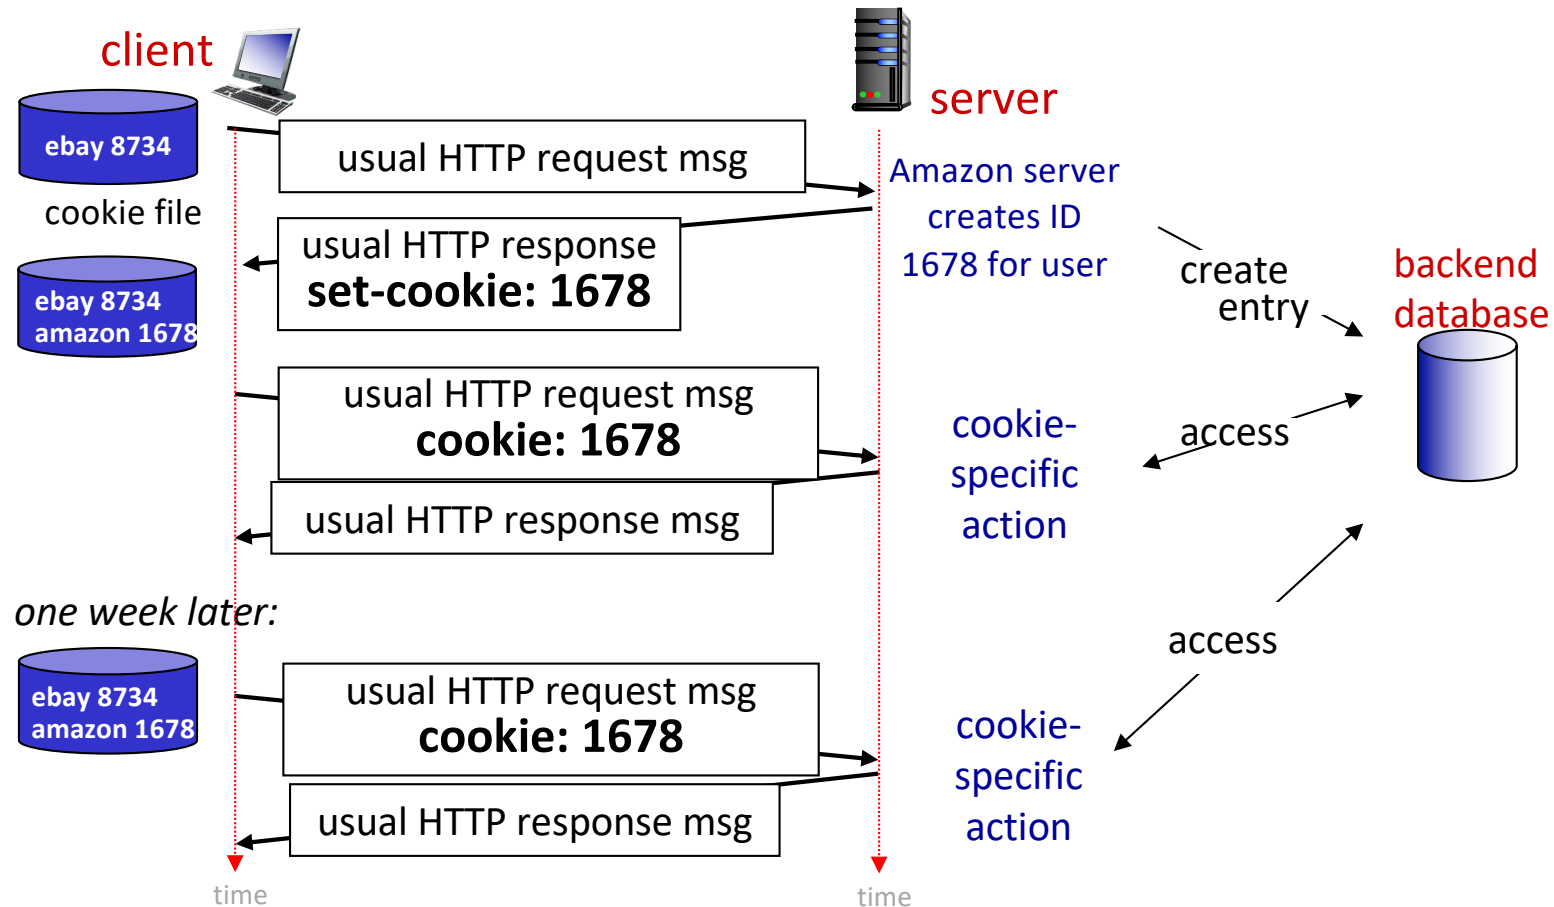 client
server
ebay 8734
cookie file
usual HTTP request msg
Amazon server
creates ID
1678 for user
usual HTTP response
set-cookie: 1678
ebay 8734
amazon 1678
create
entry
backend
database
usual HTTP request msg
cookie: 1678
cookie-
specific
action
access
usual HTTP response msg
one week later:
ebay 8734
amazon 1678
usual HTTP request msg
cookie: 1678
cookie-
specific
action
access
usual HTTP response msg
time
time